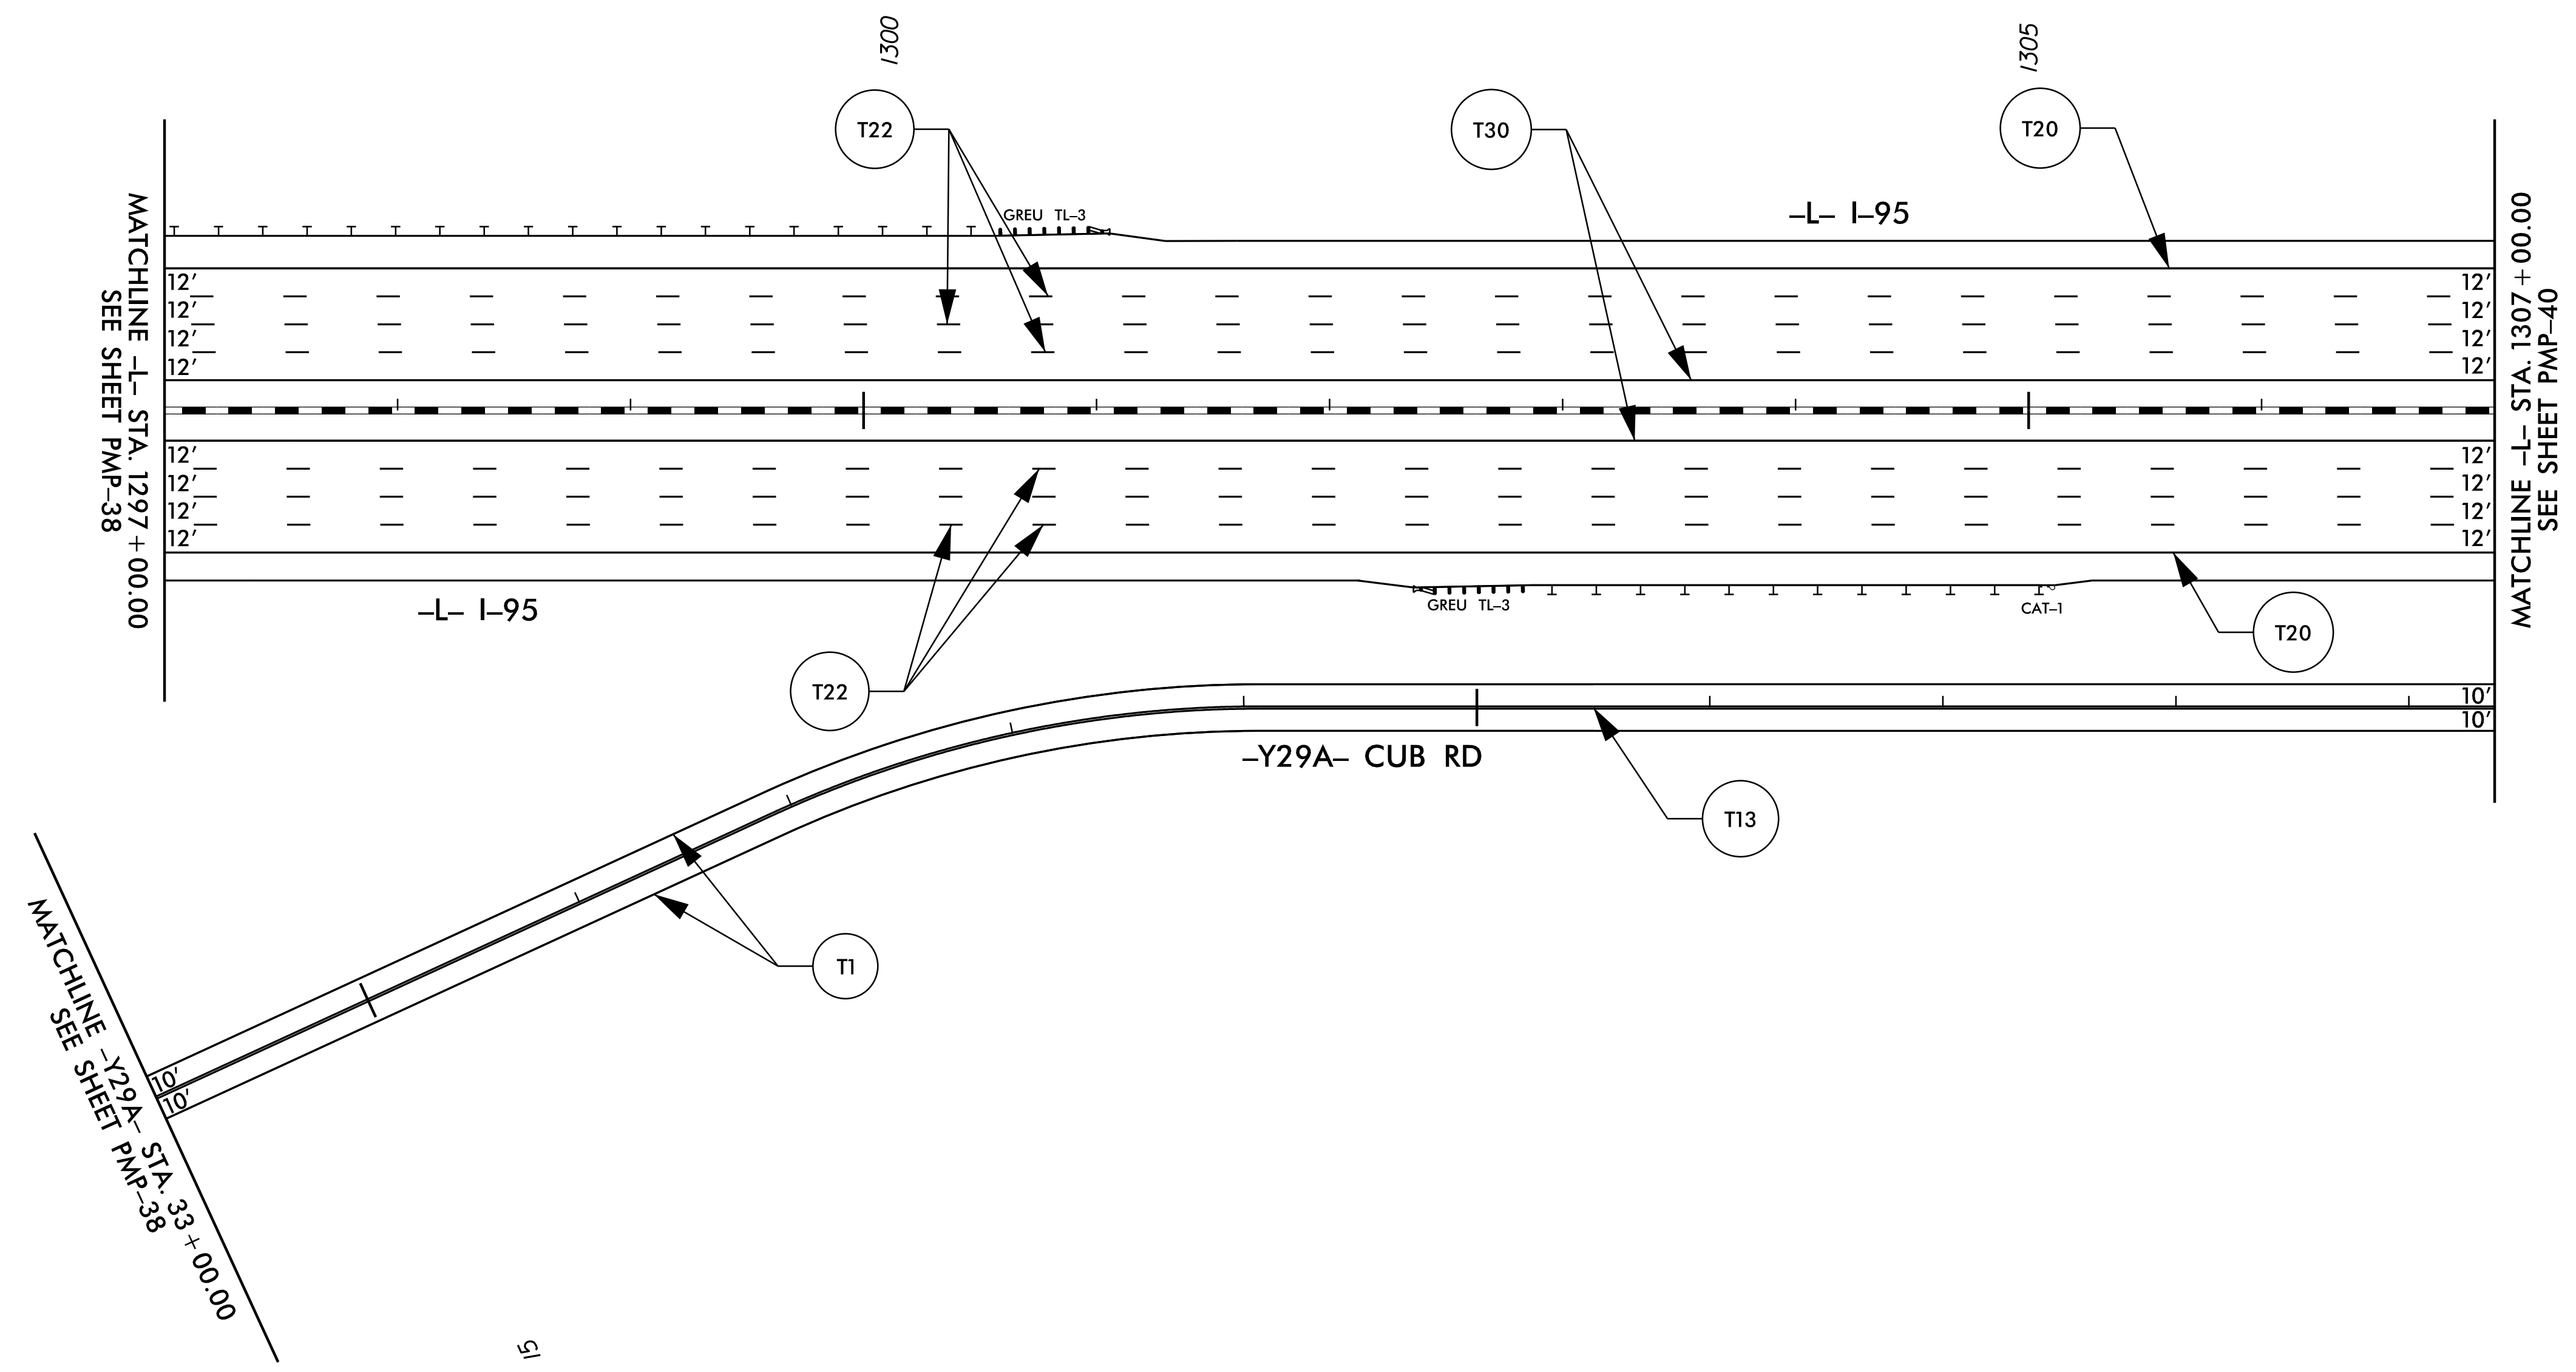 1300
1305
T22
T30
T20
GREU TL-3
-L- I-95
MATCHLINE -L- STA. 1297+00.00
SEE SHEET PMP-38
12'
12'
12'
12'
12'
12'
12'
12'
MATCHLINE -L- STA. 1307+00.00
SEE SHEET PMP-40
12'
12'
12'
12'
12'
12'
12'
12'
-L- I-95
GREU TL-3
CAT-1
T20
T22
10'
10'
-Y29A- CUB RD
T13
T1
10'
10'
MATCHLINE -Y29A- STA. 33+00.00
SEE SHEET PMP-38
15